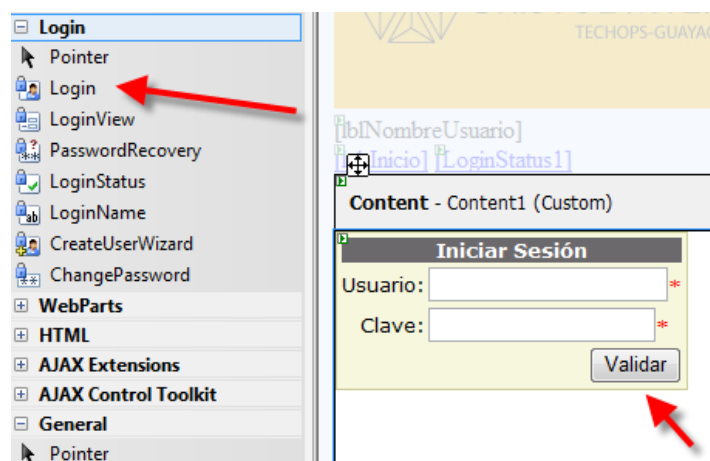 Login
Pointer
Login
LoginView
PasswordRecovery
LoginStatus
LoginName
CreateUserWizard
ChangePassword
WebParts
HTML
AJAX Extensions
AJAX Control Toolkit
General
Pointer
TECHOPS-GUAYA
[lblNombreUsuario]
Inicio] [LoginStatus1]
Content - Content1 (Custom)
Iniciar Sesión
Usuario: *
Clave: *
Validar